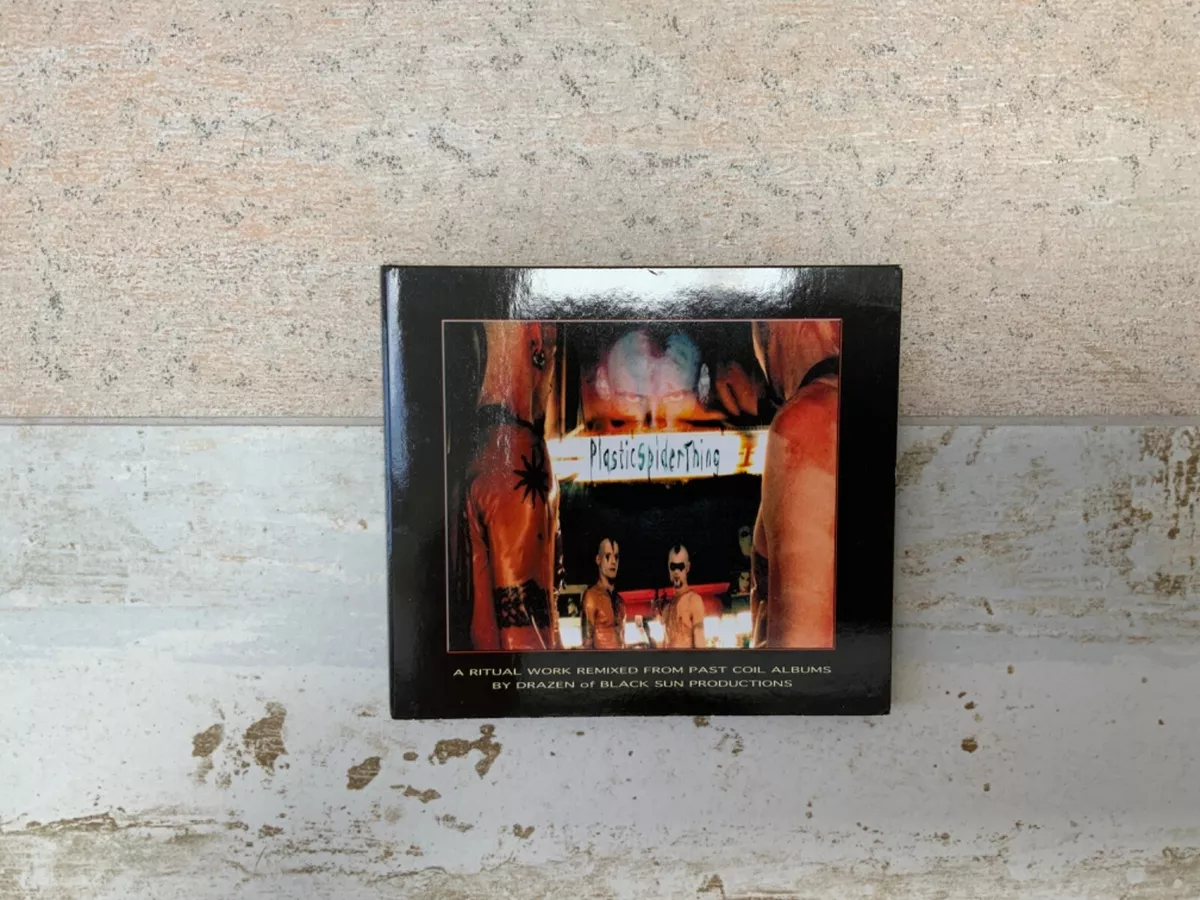 PlasticSpiderThing
A RITUAL WORK REMIXED FROM PAST COIL ALBUMS
BY DRAZEN of BLACK SUN PRODUCTIONS